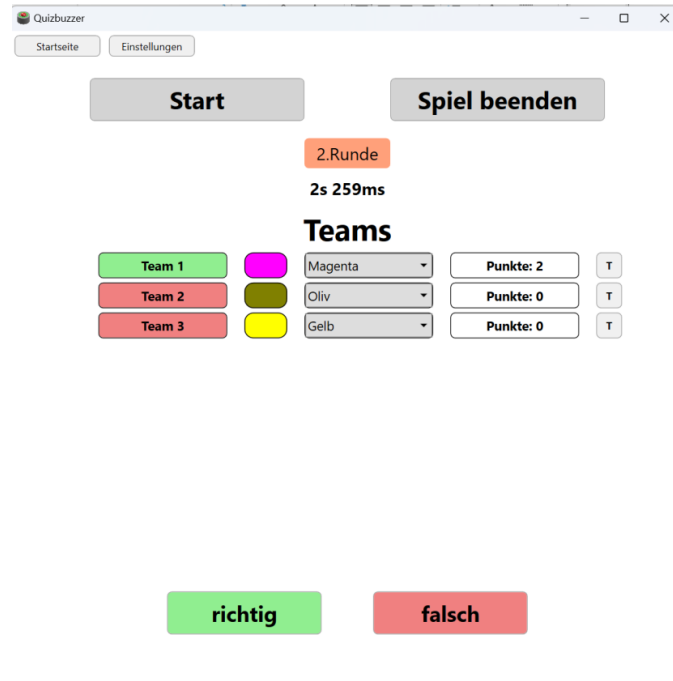 Quizbuzzer
Startseite Einstellungen
Start Spiel beenden
2.Runde
2s 259ms
Teams
Team 1 Magenta Punkte: 2 T
Team 2 Oliv Punkte: 0 T
Team 3 Gelb Punkte: 0 T
richtig falsch